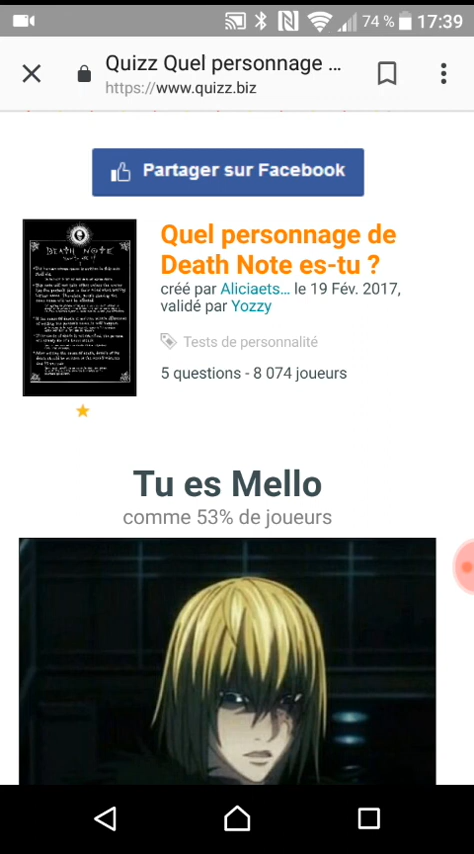 74 % 17:39
Quizz Quel personnage ...
https://www.quizz.biz
Partager sur Facebook
DEATH NOTE
Quel personnage de
Death Note es-tu ?
créé par Aliciaets... le 19 Fév. 2017,
validé par Yozzy
Tests de personnalité
5 questions - 8 074 joueurs
Tu es Mello
comme 53% de joueurs